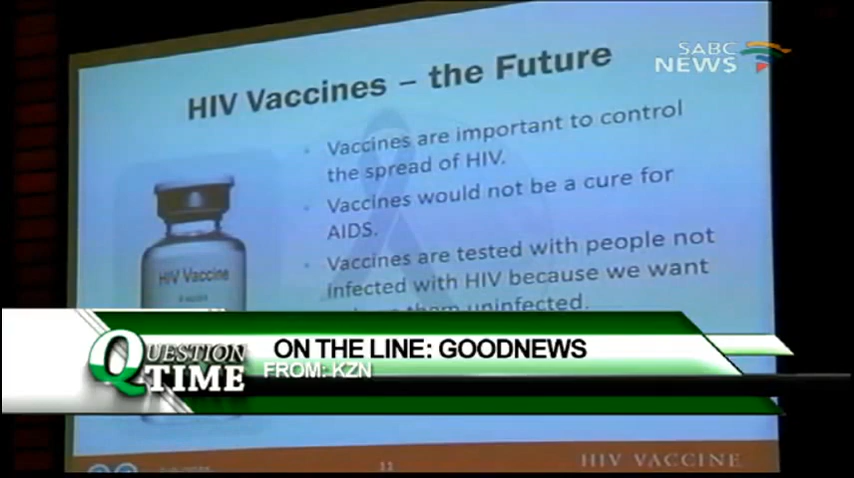 SABC
NEWS
HIV Vaccines – the Future
Vaccines are important to control
the spread of HIV.
Vaccines would not be a cure for
AIDS.
Vaccines are tested with people not
infected with HIV because we want
them uninfected.
HIV Vaccine
QUESTION
TIME
ON THE LINE: GOODNEWS
FROM: KZN
11
HIV VACCINE